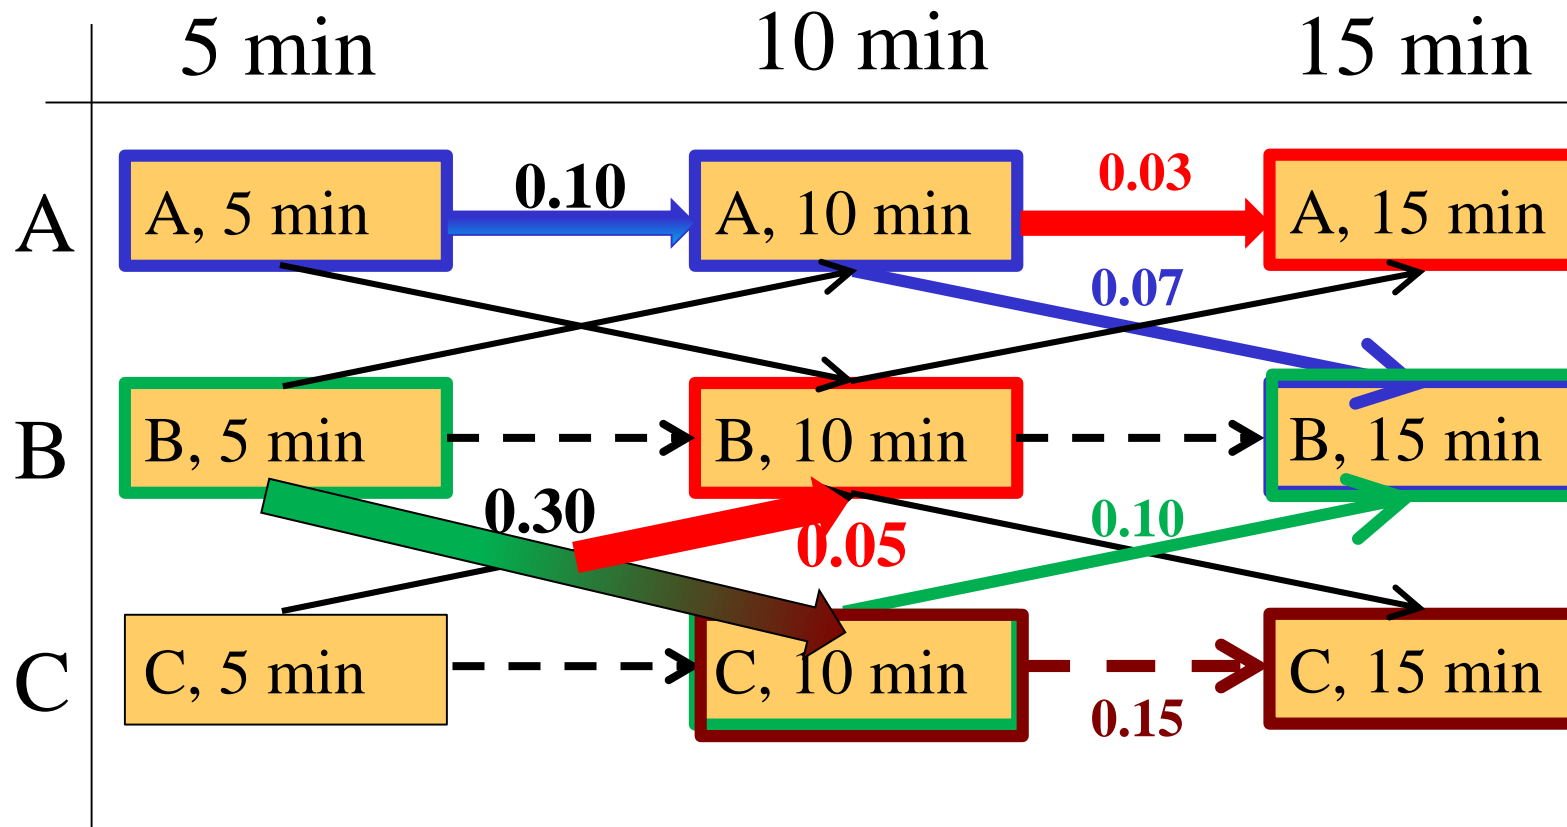 5 min 10 min 15 min
0.10 0.03
A A, 5 min A, 10 min A, 15 min
0.07
B B, 5 min B, 10 min B, 15 min
0.30 0.05 0.10
C C, 5 min C, 10 min C, 15 min
0.15